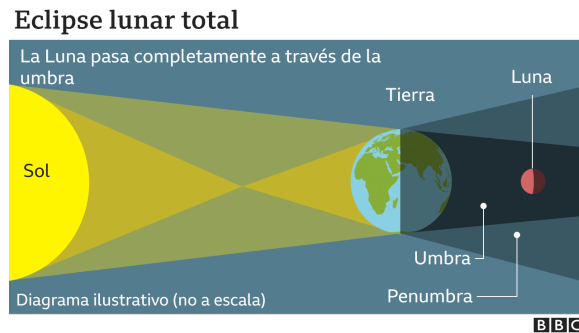 Eclipse lunar total
La Luna pasa completamente a través de la
umbra
Luna
Tierra
Sol
Umbra
Penumbra
Diagrama ilustrativo (no a escala)
BBC